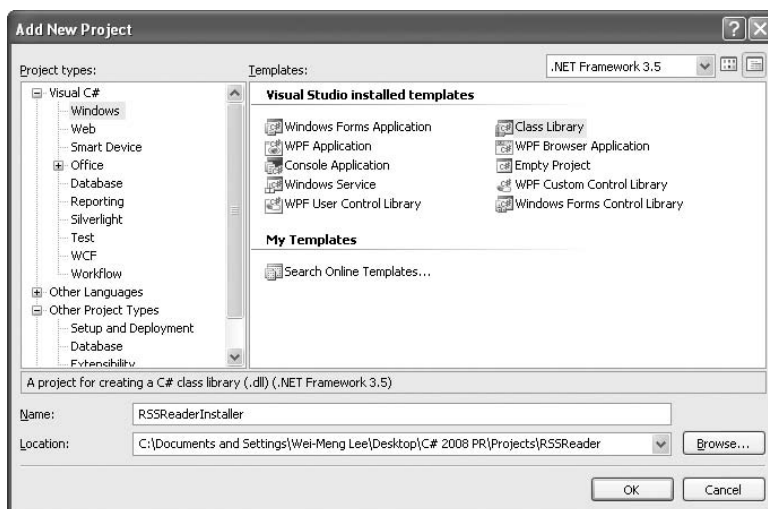 Add New Project
Project types:
Templates:
.NET Framework 3.5
Visual C#
Windows
Web
Smart Device
Office
Database
Reporting
Silverlight
Test
WCF
Workflow
Other Languages
Other Project Types
Setup and Deployment
Database
Extensibility
Visual Studio installed templates
Windows Forms Application
Class Library
WPF Application
WPF Browser Application
Console Application
Empty Project
Windows Service
WPF Custom Control Library
WPF User Control Library
Windows Forms Control Library
My Templates
Search Online Templates...
A project for creating a C# class library (.dll) (.NET Framework 3.5)
Name:
RSSReaderInstaller
Location:
C:\Documents and Settings\Wei-Meng Lee\Desktop\C# 2008 PR\Projects\RSSReader
Browse...
OK
Cancel